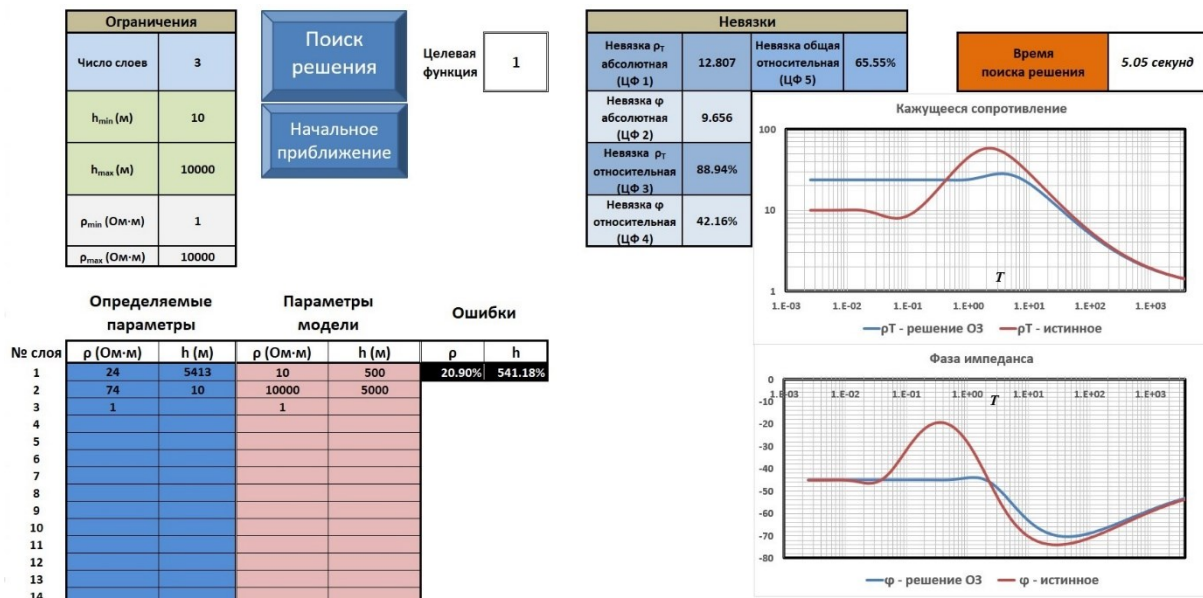 Ограничения
Число слоев 3
h_min (м) 10
h_max (м) 10000
ρ_min (Ом·м) 1
ρ_max (Ом·м) 10000
Поиск
решения
Начальное
приближение
Целевая
функция
1
Невязки
Невязка ρ_T
абсолютная
(ЦФ 1)
12.807
Невязка общая
относительная
(ЦФ 5)
65.55%
Невязка φ
абсолютная
(ЦФ 2)
9.656
Невязка ρ_T
относительная
(ЦФ 3)
88.94%
Невязка φ
относительная
(ЦФ 4)
42.16%
Время
поиска решения
5.05 секунд
Кажущееся сопротивление
100
10
1
T
1.E-03 1.E-02 1.E-01 1.E+00 1.E+01 1.E+02 1.E+03
ρT - решение ОЗ ρT - истинное
Определяемые
параметры
Параметры
модели
Ошибки
№ слоя ρ (Ом·м) h (м) ρ (Ом·м) h (м) ρ h
1 24 5413 10 500 20.90% 541.18%
2 74 10 10000 5000
3 1 1
4
5
6
7
8
9
10
11
12
13
14
Фаза импеданса
0
1.E-03 1.E-02 1.E-01 1.E+00 1.E+01 1.E+02 1.E+03
-10
T
-20
-30
-40
-50
-60
-70
-80
φ - решение ОЗ φ - истинное